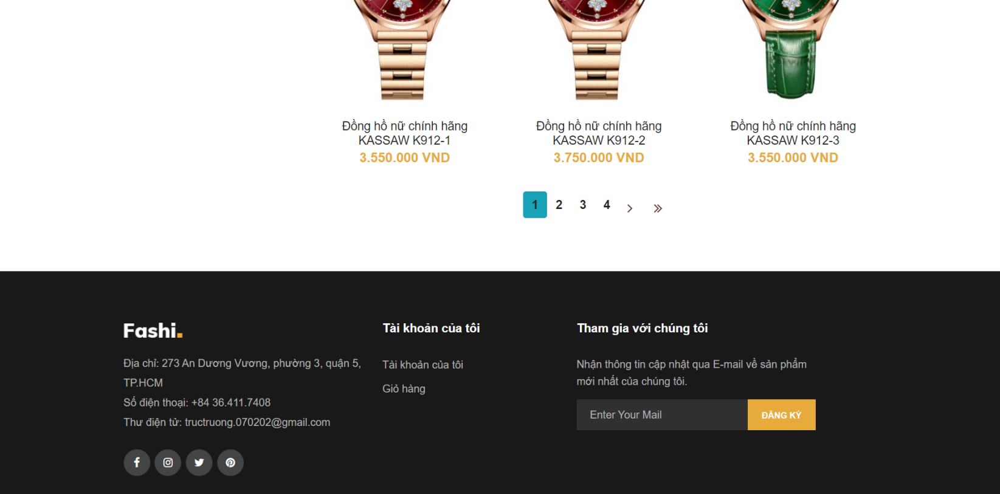 Đồng hồ nữ chính hãng
KASSAW K912-1
3.550.000 VND
Đồng hồ nữ chính hãng
KASSAW K912-2
3.750.000 VND
Đồng hồ nữ chính hãng
KASSAW K912-3
3.550.000 VND
1 2 3 4 › »
Fashi.
Địa chỉ: 273 An Dương Vương, phường 3, quận 5,
TP.HCM
Số điện thoại: +84 36.411.7408
Thư điện tử: tructruong.070202@gmail.com
Tài khoản của tôi
Tài khoản của tôi
Giỏ hàng
Tham gia với chúng tôi
Nhận thông tin cập nhật qua E-mail về sản phẩm
mới nhất của chúng tôi.
Enter Your Mail
ĐĂNG KÝ